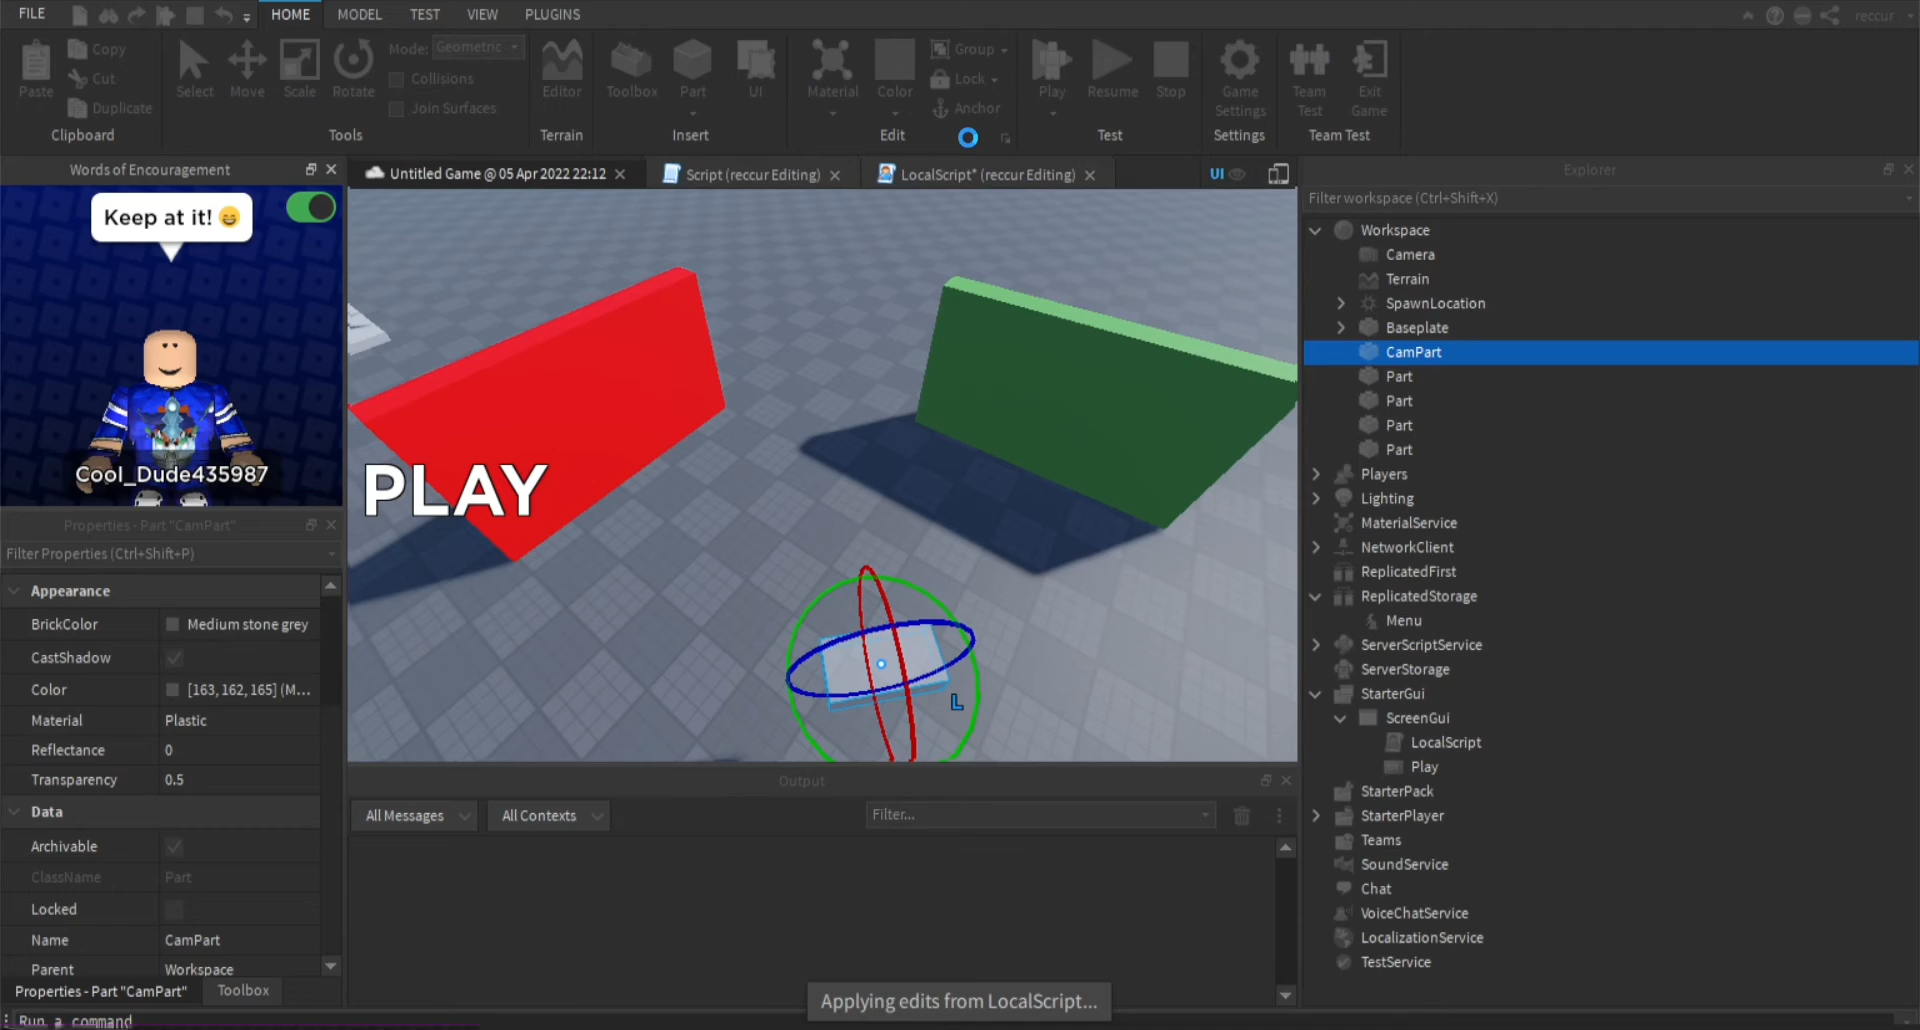 FILE
HOME
MODEL
TEST
VIEW
PLUGINS
reccur
Paste
Copy
Cut
Duplicate
Clipboard
Select
Move
Scale
Rotate
Mode: Geometric
Collisions
Join Surfaces
Tools
Editor
Terrain
Toolbox
Part
UI
Insert
Material
Color
Group
Lock
Anchor
Edit
Play
Resume
Stop
Test
Game
Settings
Settings
Team
Test
Exit
Game
Team Test
Words of Encouragement
Keep at it! 😄
Cool_Dude435987
Untitled Game @ 05 Apr 2022 22:12
Script (reccur Editing)
LocalScript* (reccur Editing)
UI
PLAY
L
Properties - Part "CamPart"
Filter Properties (Ctrl+Shift+P)
Appearance
BrickColor Medium stone grey
CastShadow
Color [163, 162, 165] (M...
Material Plastic
Reflectance 0
Transparency 0.5
Data
Archivable
ClassName Part
Locked
Name CamPart
Parent Workspace
Properties - Part "CamPart"
Toolbox
Run a command
Output
All Messages
All Contexts
Filter...
Applying edits from LocalScript...
Explorer
Filter workspace (Ctrl+Shift+X)
Workspace
Camera
Terrain
SpawnLocation
Baseplate
CamPart
Part
Part
Part
Part
Players
Lighting
MaterialService
NetworkClient
ReplicatedFirst
ReplicatedStorage
Menu
ServerScriptService
ServerStorage
StarterGui
ScreenGui
LocalScript
Play
StarterPack
StarterPlayer
Teams
SoundService
Chat
VoiceChatService
LocalizationService
TestService